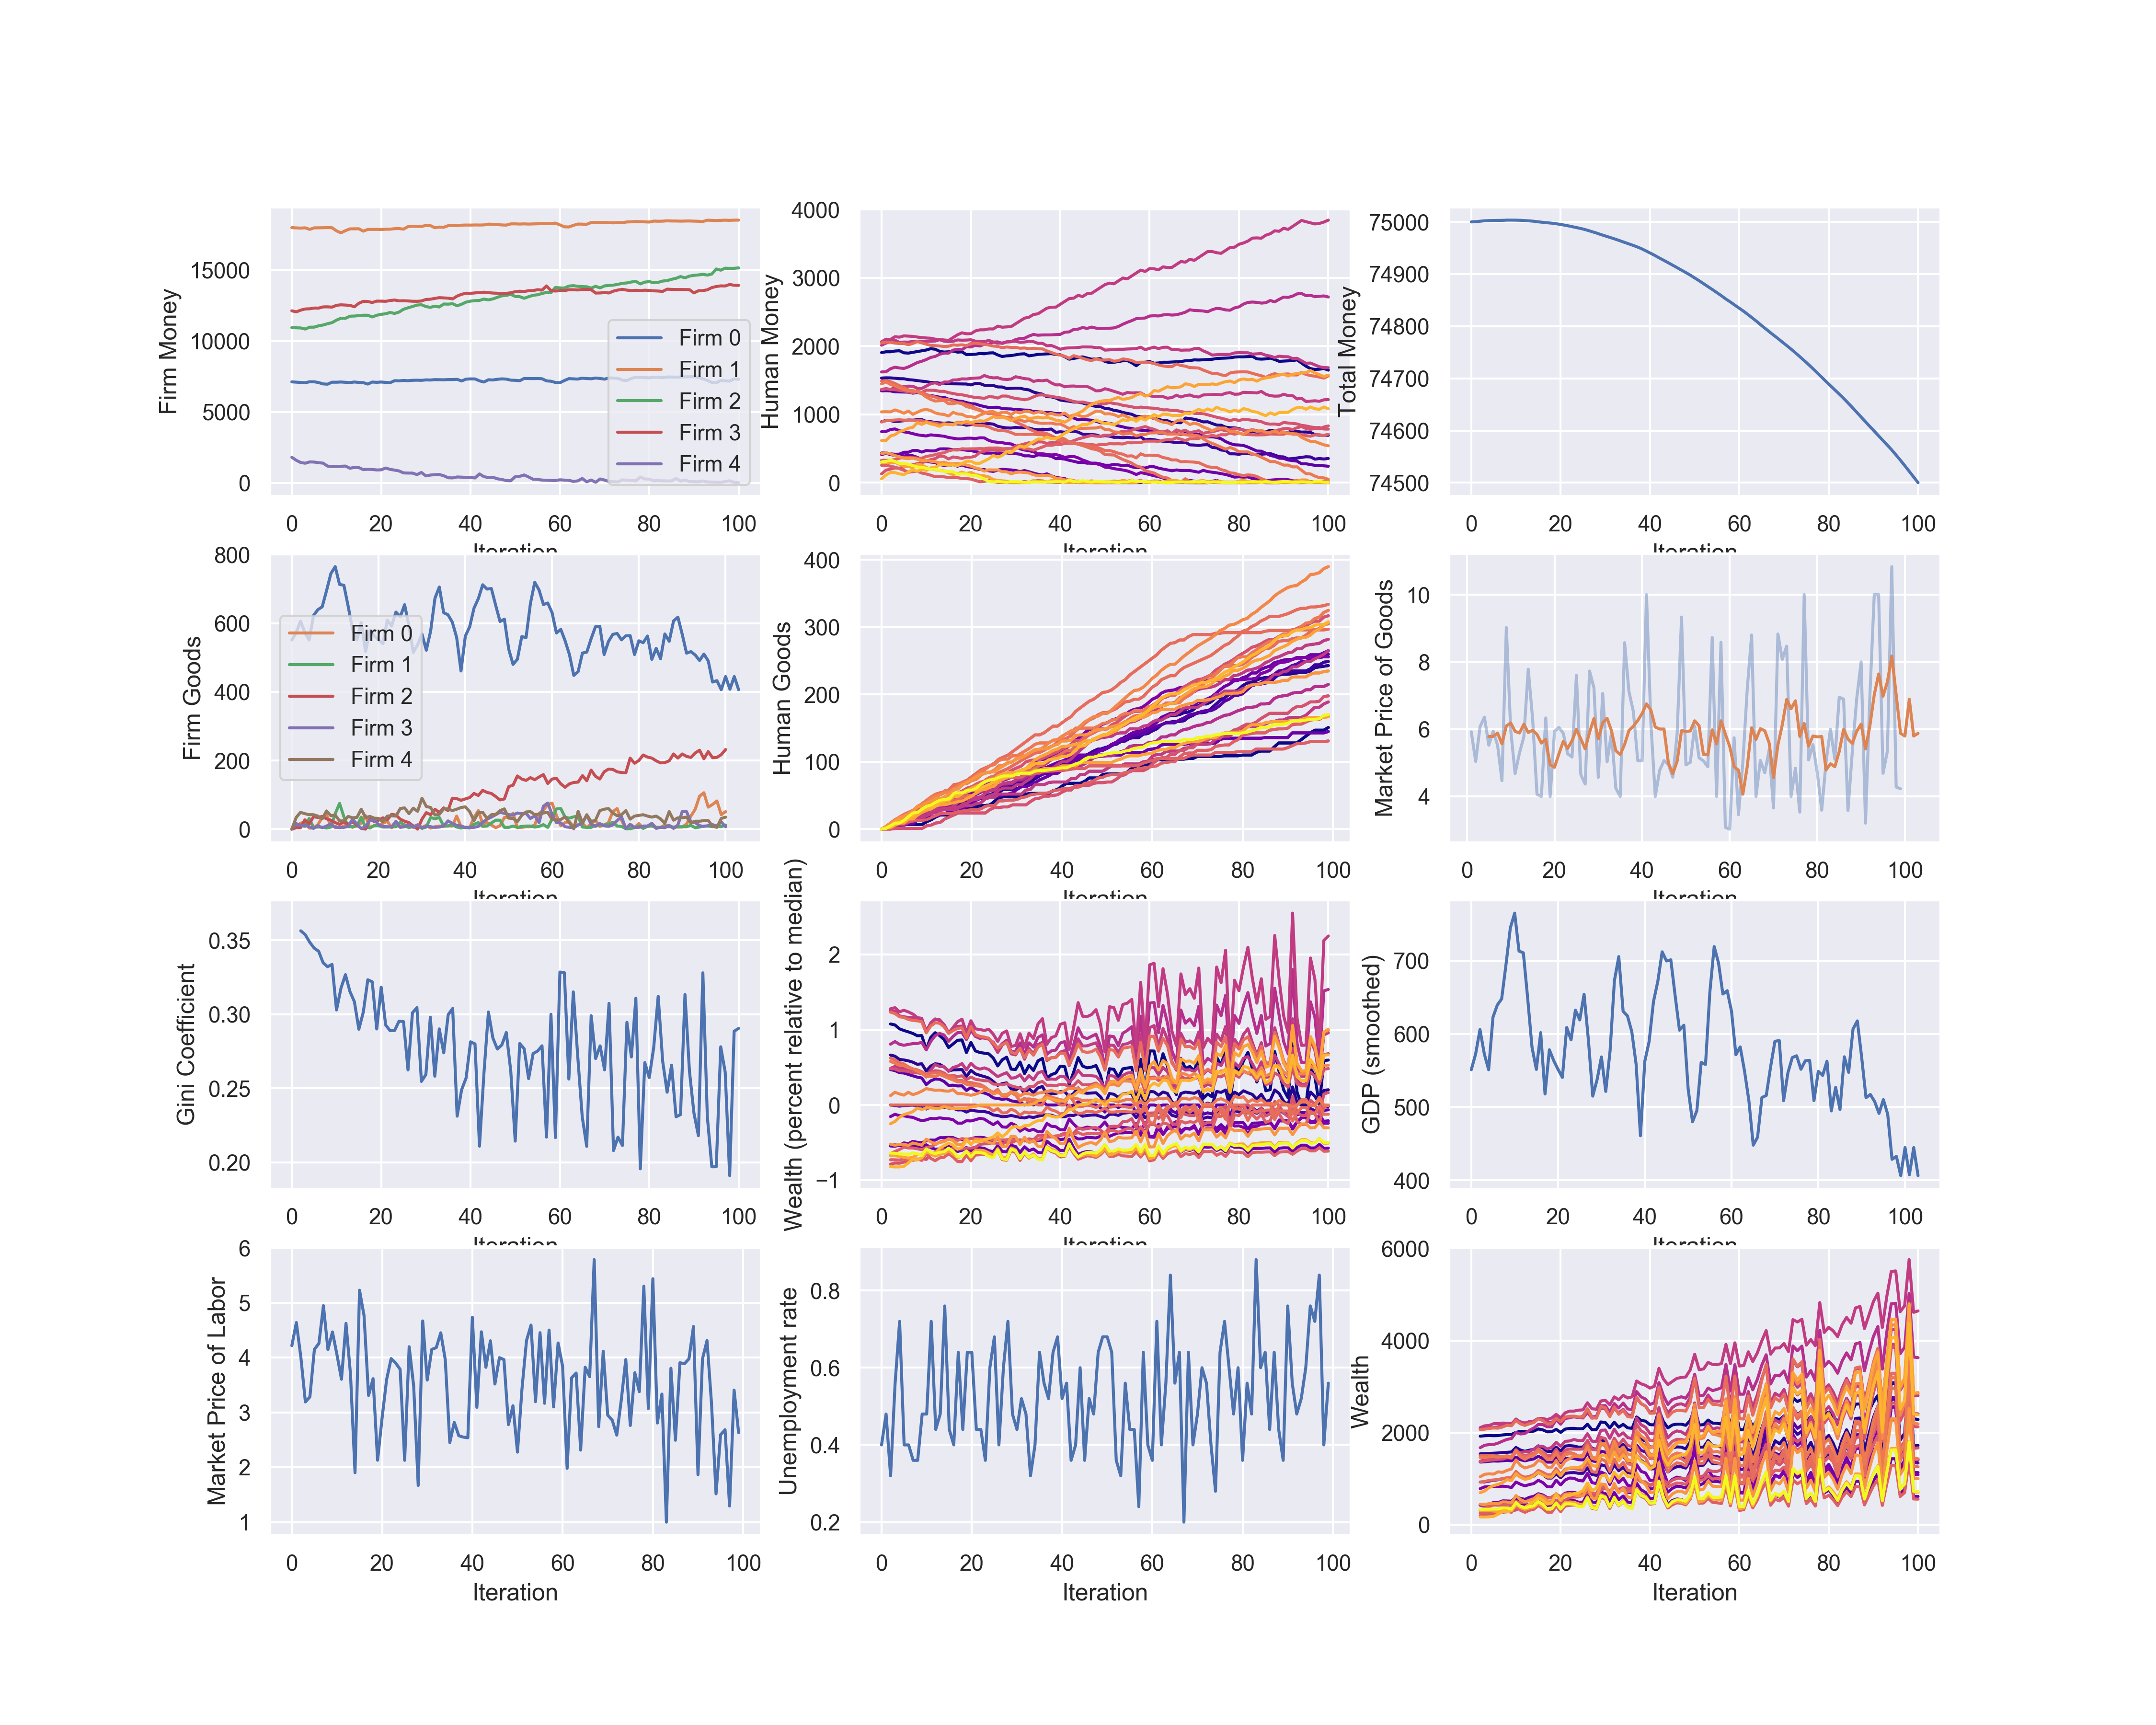 Firm Money
15000
10000
5000
0
0 20 40 60 80 100
Iteration
Firm 0
Firm 1
Firm 2
Firm 3
Firm 4
Human Money
4000
3000
2000
1000
0
0 20 40 60 80 100
Iteration
Total Money
75000
74900
74800
74700
74600
74500
0 20 40 60 80 100
Iteration
Firm Goods
800
600
400
200
0
0 20 40 60 80 100
Iteration
Firm 0
Firm 1
Firm 2
Firm 3
Firm 4
Human Goods
400
300
200
100
0
0 20 40 60 80 100
Iteration
Market Price of Goods
10
8
6
4
0 20 40 60 80 100
Iteration
Gini Coefficient
0.35
0.30
0.25
0.20
0 20 40 60 80 100
Iteration
Wealth (percent relative to median)
2
1
0
−1
0 20 40 60 80 100
Iteration
GDP (smoothed)
700
600
500
400
0 20 40 60 80 100
Iteration
Market Price of Labor
6
5
4
3
2
1
0 20 40 60 80 100
Iteration
Unemployment rate
0.8
0.6
0.4
0.2
0 20 40 60 80 100
Iteration
Wealth
6000
4000
2000
0
0 20 40 60 80 100
Iteration